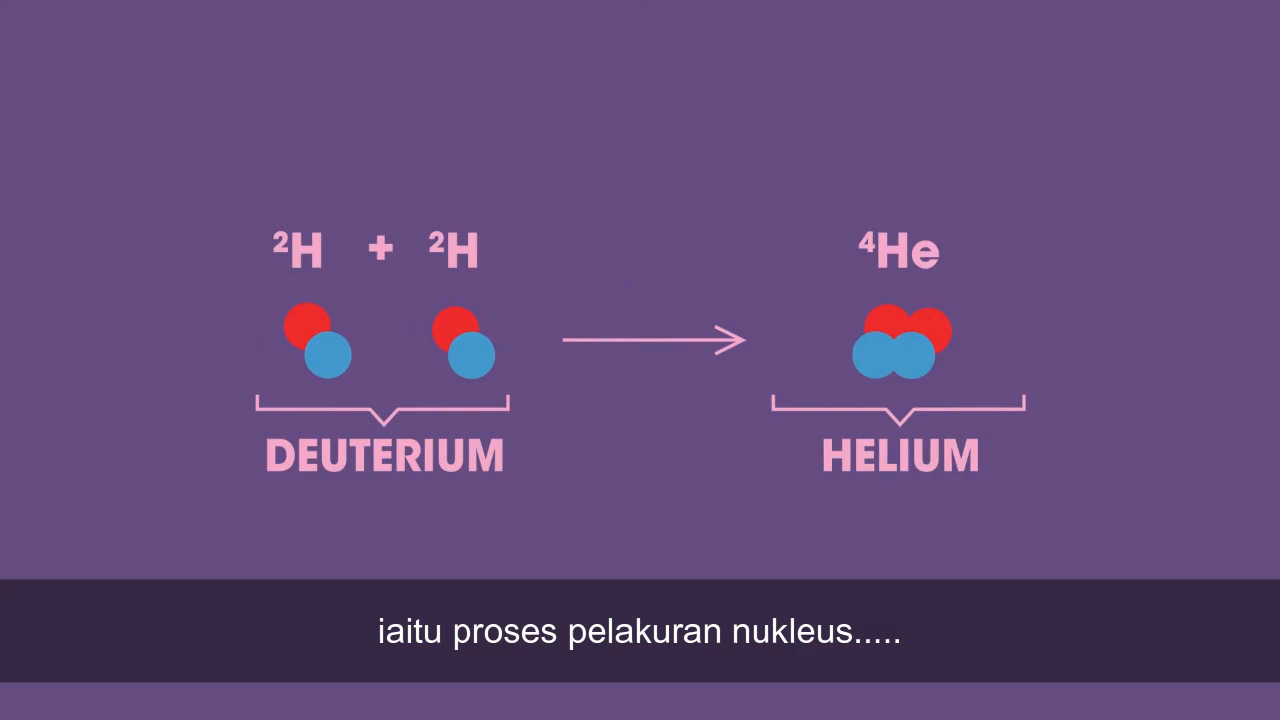 ²H + ²H ⁴He
DEUTERIUM HELIUM
iaitu proses pelakuran nukleus.....